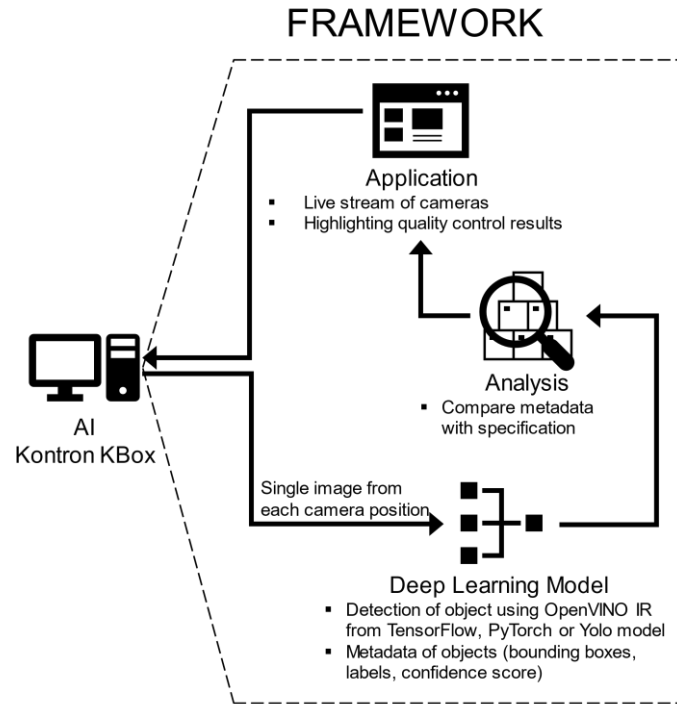 FRAMEWORK
Application
▪ Live stream of cameras
▪ Highlighting quality control results
Analysis
▪ Compare metadata
with specification
AI
Kontron KBox
Single image from
each camera position
Deep Learning Model
▪ Detection of object using OpenVINO IR
from TensorFlow, PyTorch or Yolo model
▪ Metadata of objects (bounding boxes,
labels, confidence score)